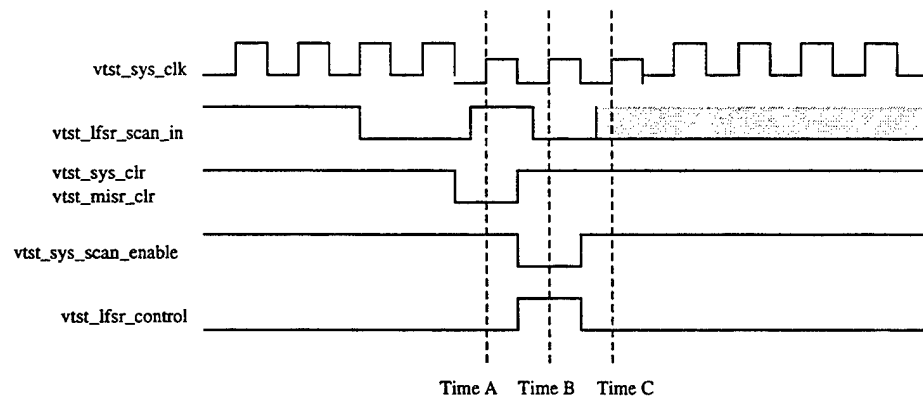 vtst_sys_clk
vtst_lfsr_scan_in
vtst_sys_clr
vtst_misr_clr
vtst_sys_scan_enable
vtst_lfsr_control
Time A Time B Time C